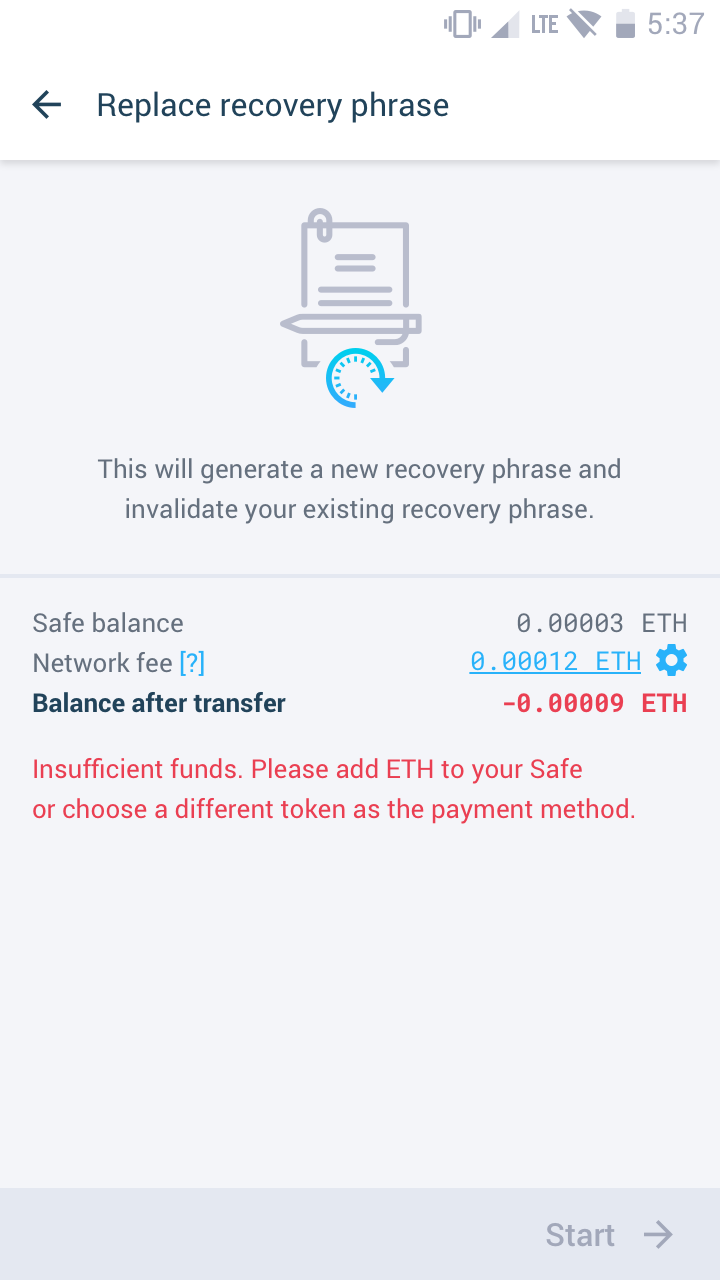 LTE 5:37
Replace recovery phrase
This will generate a new recovery phrase and
invalidate your existing recovery phrase.
Safe balance 0.00003 ETH
Network fee [?] 0.00012 ETH
Balance after transfer -0.00009 ETH
Insufficient funds. Please add ETH to your Safe
or choose a different token as the payment method.
Start